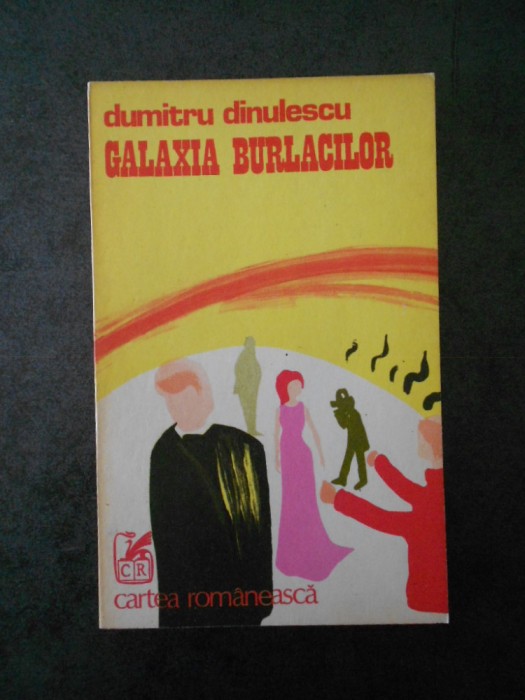 dumitru dinulescu
GALAXIA BURLACILOR
CR
cartea românească